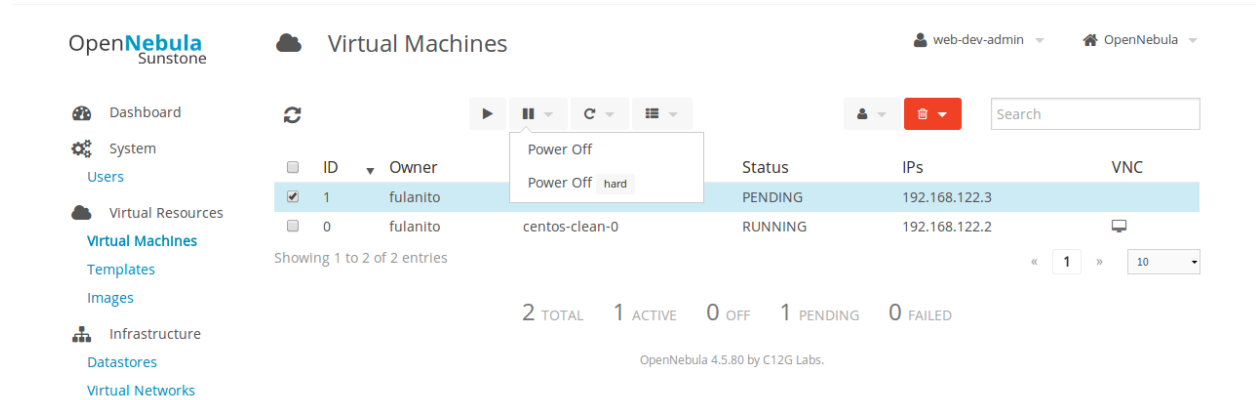 OpenNebula
Sunstone
Virtual Machines
web-dev-admin
OpenNebula
Dashboard
System
Users
Virtual Resources
Virtual Machines
Templates
Images
Infrastructure
Datastores
Virtual Networks
Search
Power Off
Power Off hard
ID Owner Status IPs VNC
1 fulanito PENDING 192.168.122.3
0 fulanito centos-clean-0 RUNNING 192.168.122.2
Showing 1 to 2 of 2 entries
« 1 » 10
2 TOTAL 1 ACTIVE 0 OFF 1 PENDING 0 FAILED
OpenNebula 4.5.80 by C12G Labs.